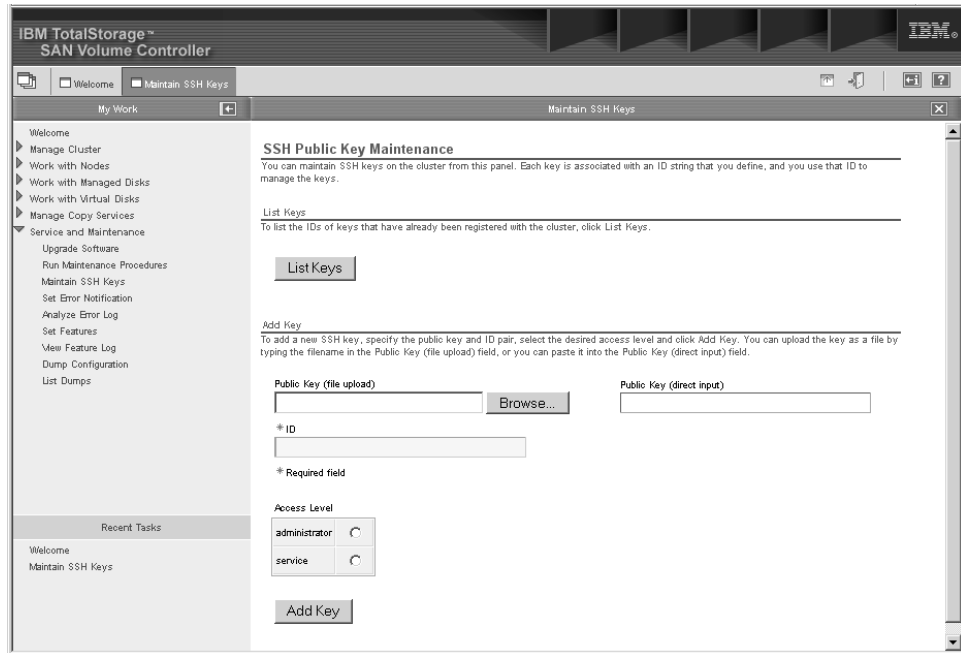 IBM TotalStorage™
SAN Volume Controller
IBM®
Welcome
Maintain SSH Keys
?
My Work
Maintain SSH Keys
Welcome
Manage Cluster
Work with Nodes
Work with Managed Disks
Work with Virtual Disks
Manage Copy Services
Service and Maintenance
Upgrade Software
Run Maintenance Procedures
Maintain SSH Keys
Set Error Notification
Analyze Error Log
Set Features
View Feature Log
Dump Configuration
List Dumps
Recent Tasks
Welcome
Maintain SSH Keys
SSH Public Key Maintenance
You can maintain SSH keys on the cluster from this panel. Each key is associated with an ID string that you define, and you use that ID to
manage the keys.
List Keys
To list the IDs of keys that have already been registered with the cluster, click List Keys.
List Keys
Add Key
To add a new SSH key, specify the public key and ID pair, select the desired access level and click Add Key. You can upload the key as a file by
typing the filename in the Public Key (file upload) field, or you can paste it into the Public Key (direct input) field.
Public Key (file upload)
Browse...
Public Key (direct input)
* ID
* Required field
Access Level
administrator
service
Add Key